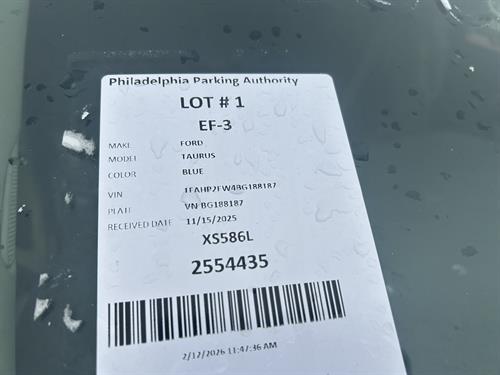 Philadelphia Parking Authority
LOT # 1
EF-3
MAKE FORD
MODEL TAURUS
COLOR BLUE
VIN 1FAHP2FW4BG188187
PLATE VN-BG188187
RECEIVED DATE 11/15/2025
XS586L
2554435
2/12/2026 11:47:36 AM